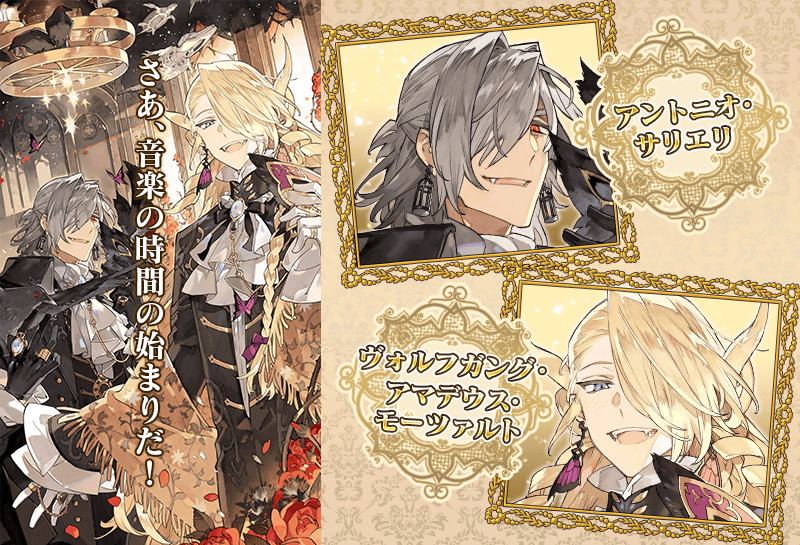 さあ、音楽の時間の始まりだ！
アントニオ・
サリエリ
ヴォルフガング・
アマデウス・
モーツァルト